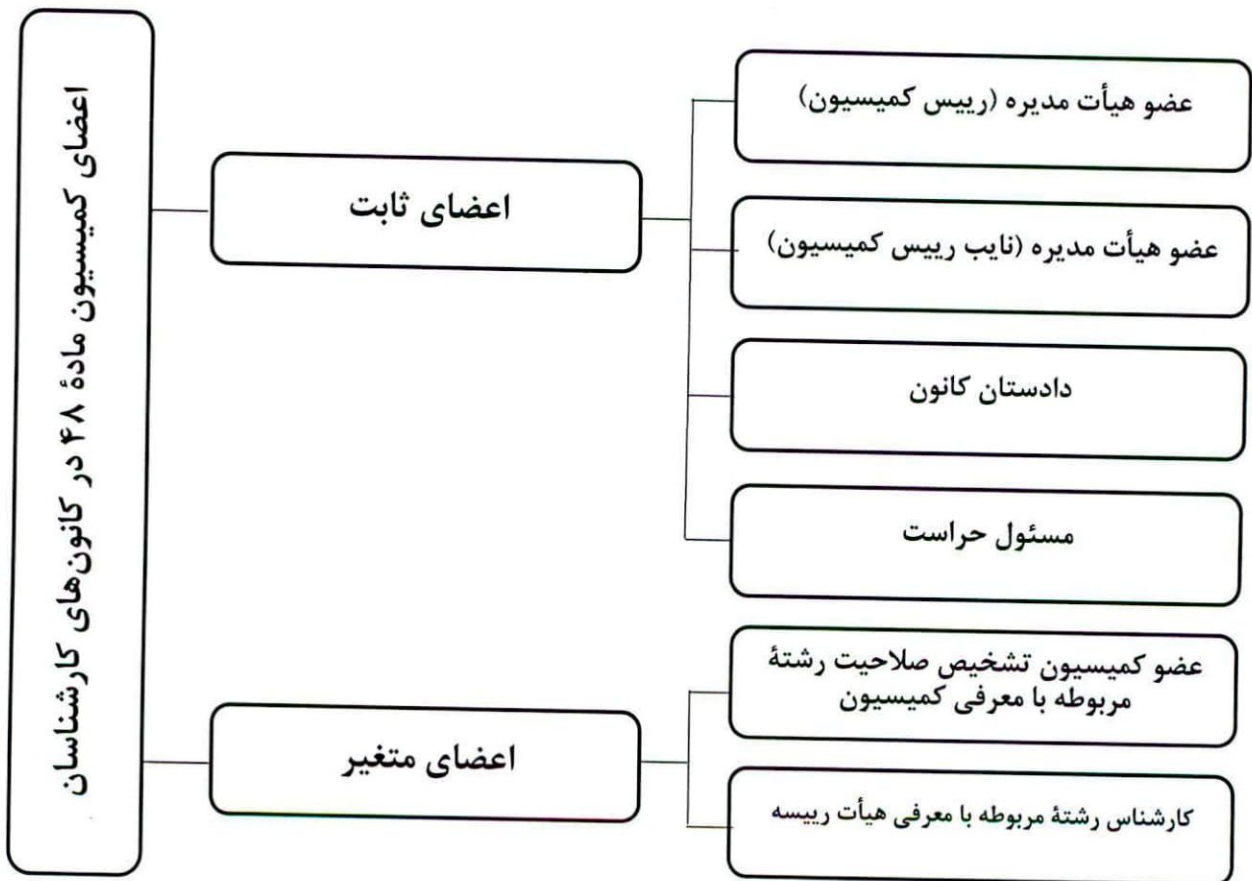 اعضای کمیسیون مادهٔ ۴۸ در کانون‌های کارشناسان
اعضای ثابت
عضو هیأت مدیره (رییس کمیسیون)
عضو هیأت مدیره (نایب رییس کمیسیون)
دادستان کانون
مسئول حراست
اعضای متغیر
عضو کمیسیون تشخیص صلاحیت رشتهٔ
مربوطه با معرفی کمیسیون
کارشناس رشتهٔ مربوطه با معرفی هیأت رییسه